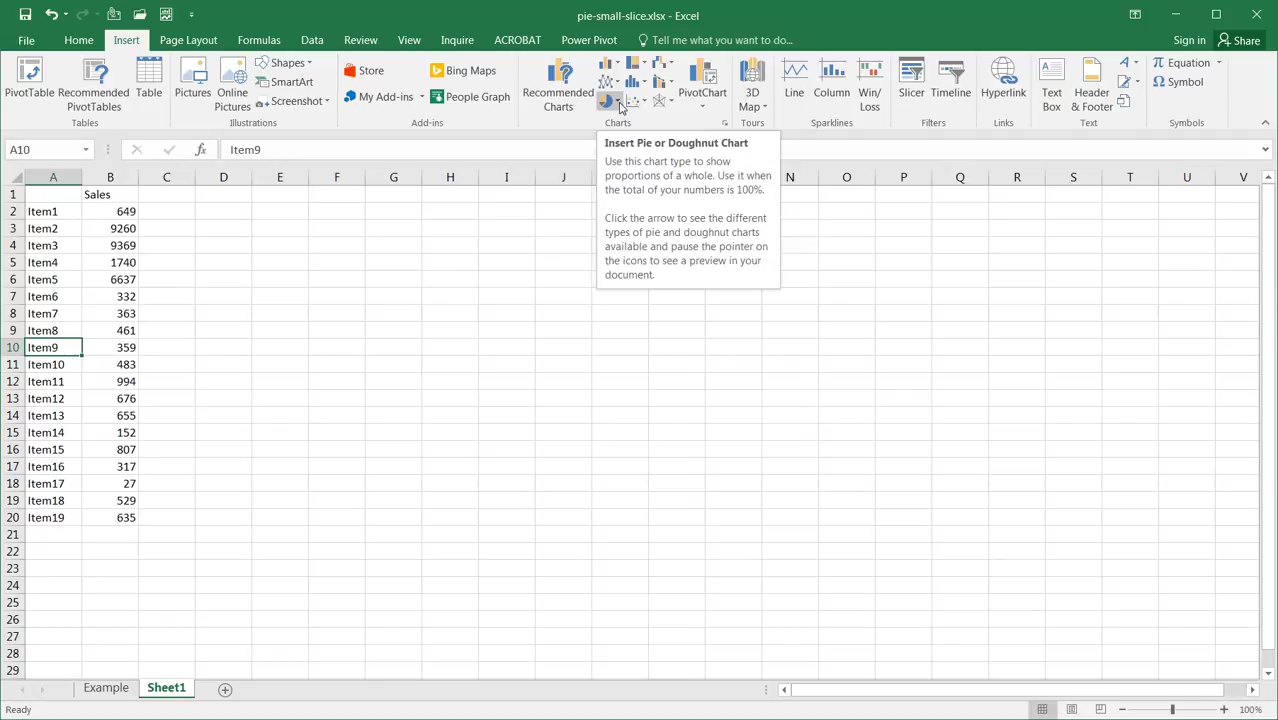 pie-small-slice.xlsx - Excel
File Home Insert Page Layout Formulas Data Review View Inquire ACROBAT Power Pivot Tell me what you want to do... Sign in Share
PivotTable
Recommended
PivotTables
Table
Tables
Pictures
Online
Pictures
Shapes
SmartArt
Screenshot
Illustrations
Store
My Add-ins
Bing Maps
People Graph
Add-ins
Recommended
Charts
PivotChart
Charts
3D
Map
Tours
Line
Column
Win/
Loss
Sparklines
Slicer
Timeline
Filters
Hyperlink
Links
Text
Box
Header
& Footer
Text
Equation
Symbol
Symbols
A10 fx Item9
Insert Pie or Doughnut Chart
Use this chart type to show
proportions of a whole. Use it when
the total of your numbers is 100%.
Click the arrow to see the different
types of pie and doughnut charts
available and pause the pointer on
the icons to see a preview in your
document.
A B C D E F G H I J N O P Q R S T U V
1 Sales
2 Item1 649
3 Item2 9260
4 Item3 9369
5 Item4 1740
6 Item5 6637
7 Item6 332
8 Item7 363
9 Item8 461
10 Item9 359
11 Item10 483
12 Item11 994
13 Item12 676
14 Item13 655
15 Item14 152
16 Item15 807
17 Item16 317
18 Item17 27
19 Item18 529
20 Item19 635
21
22
23
24
25
26
27
28
29
Example Sheet1
Ready 100%